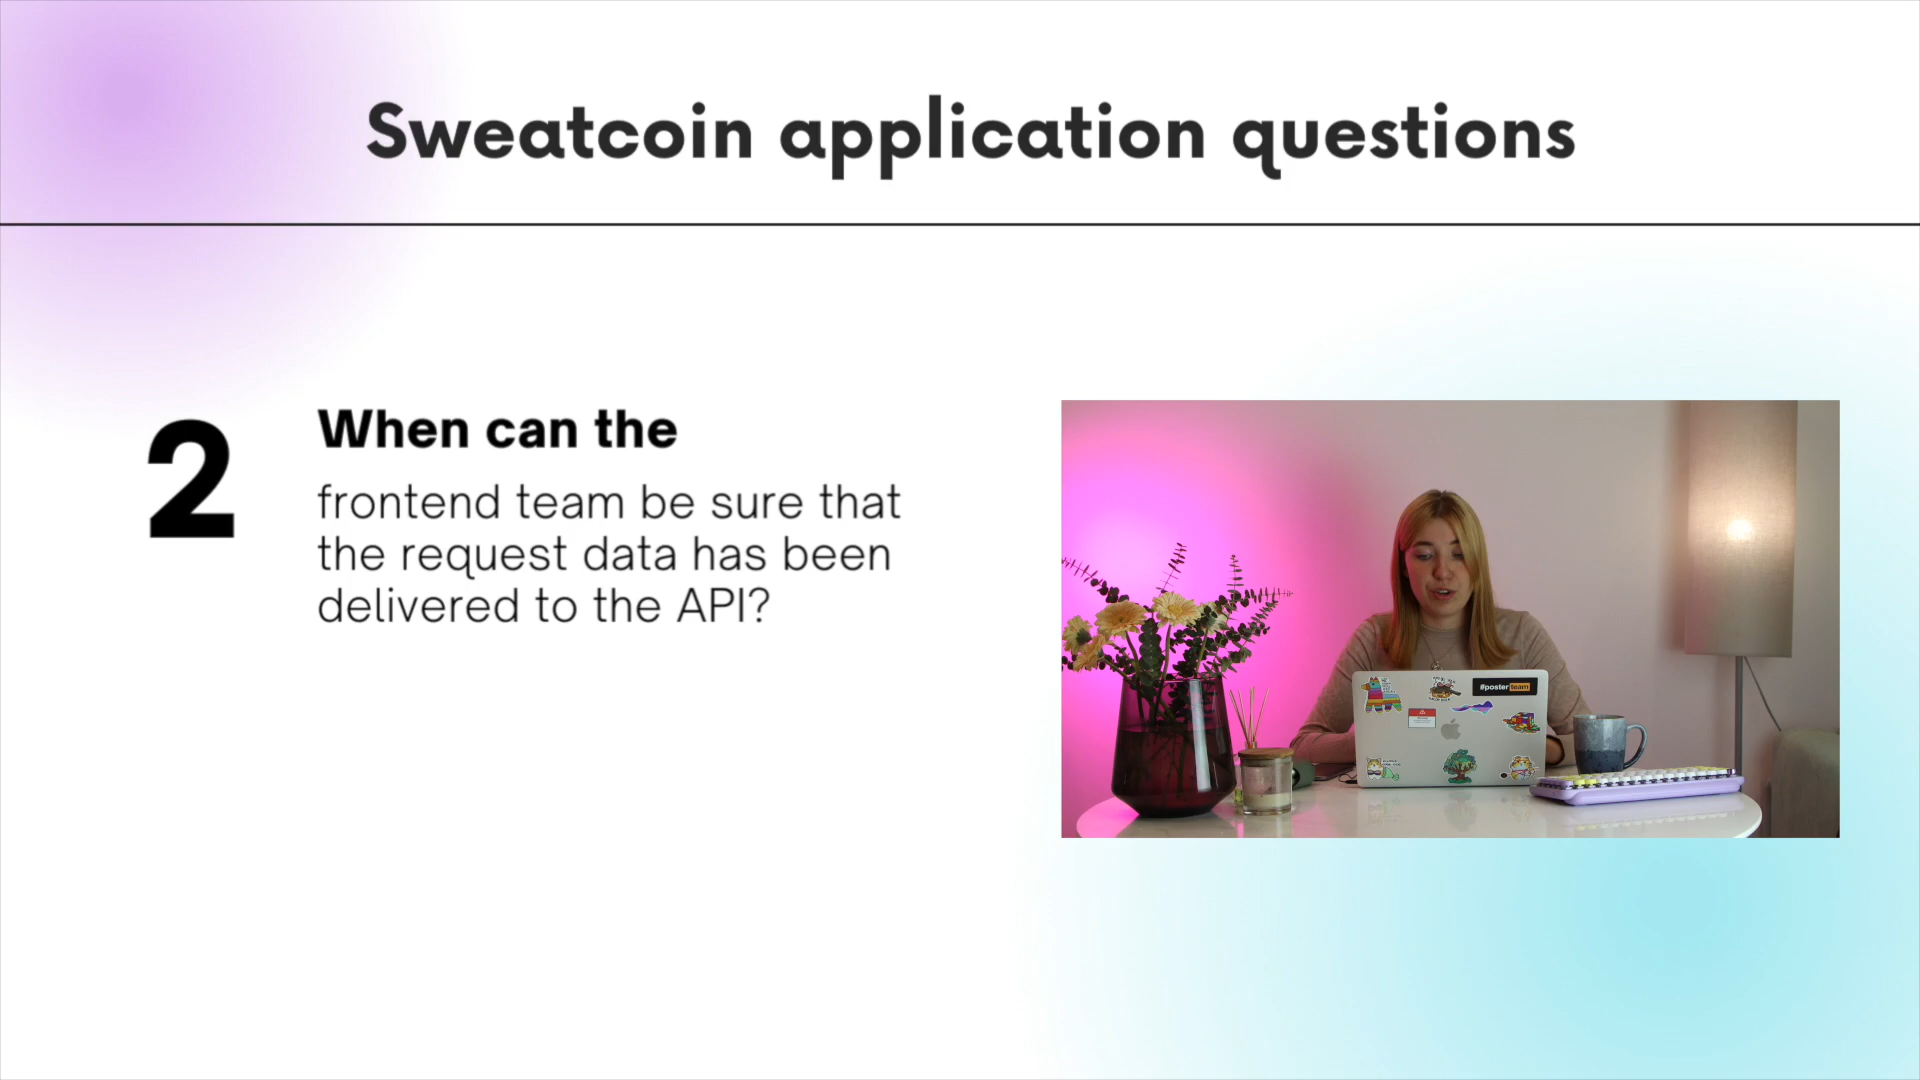 Sweatcoin application questions
2
When can the
frontend team be sure that
the request data has been
delivered to the API?
#poster team